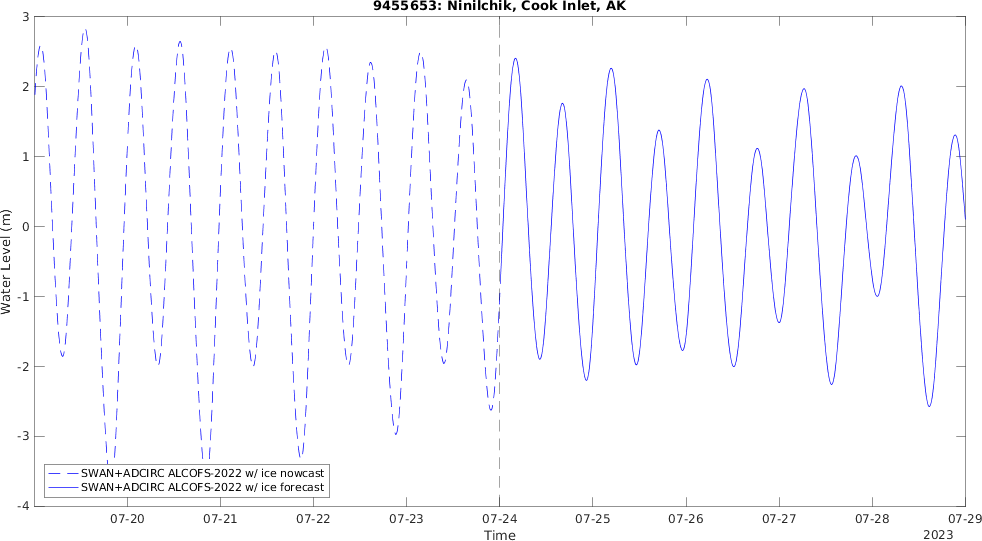 9455653: Ninilchik, Cook Inlet, AK
3
2
1
0
-1
-2
-3
-4
Water Level (m)
SWAN+ADCIRC ALCOFS-2022 w/ ice nowcast
SWAN+ADCIRC ALCOFS-2022 w/ ice forecast
07-20 07-21 07-22 07-23 07-24 07-25 07-26 07-27 07-28 07-29
Time
2023